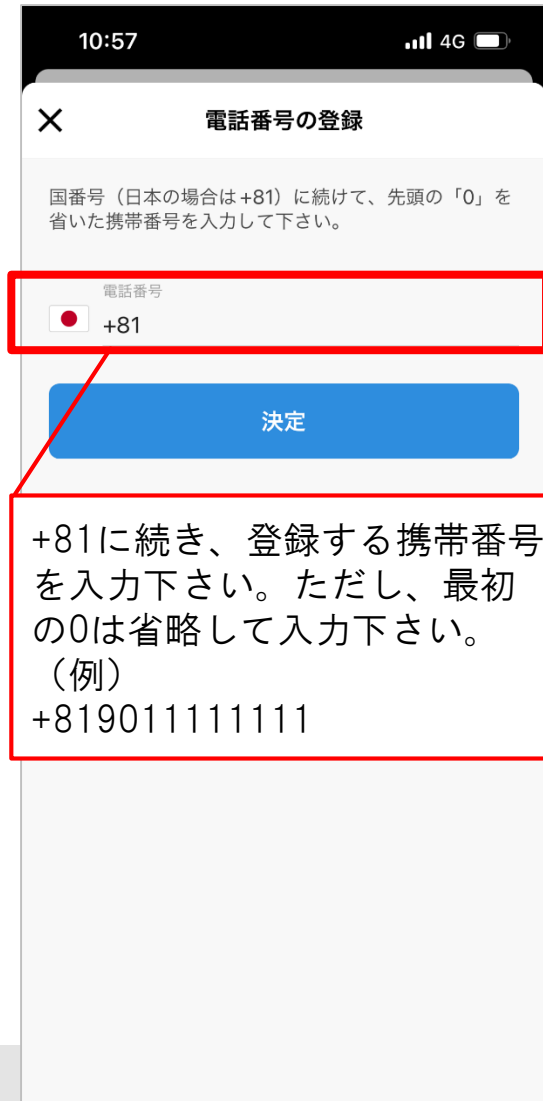 10:57
4G
電話番号の登録
国番号（日本の場合は+81）に続けて、先頭の「0」を
省いた携帯番号を入力して下さい。
電話番号
+81
決定
+81に続き、登録する携帯番号
を入力下さい。ただし、最初
の0は省略して入力下さい。
（例）
+819011111111